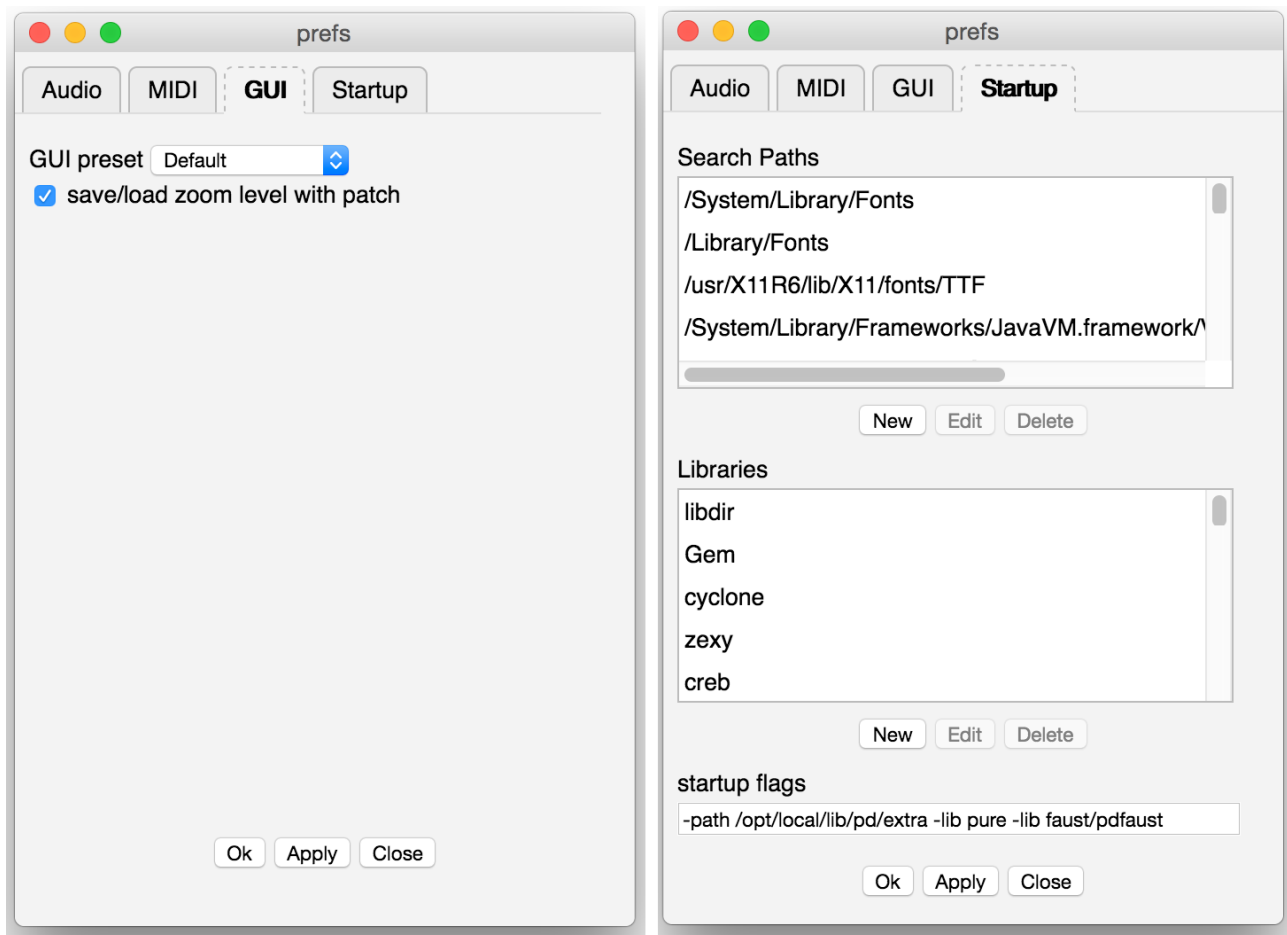 prefs
Audio MIDI GUI Startup
GUI preset Default
save/load zoom level with patch
Ok Apply Close
prefs
Audio MIDI GUI Startup
Search Paths
/System/Library/Fonts
/Library/Fonts
/usr/X11R6/lib/X11/fonts/TTF
/System/Library/Frameworks/JavaVM.framework/
New Edit Delete
Libraries
libdir
Gem
cyclone
zexy
creb
New Edit Delete
startup flags
-path /opt/local/lib/pd/extra -lib pure -lib faust/pdfaust
Ok Apply Close